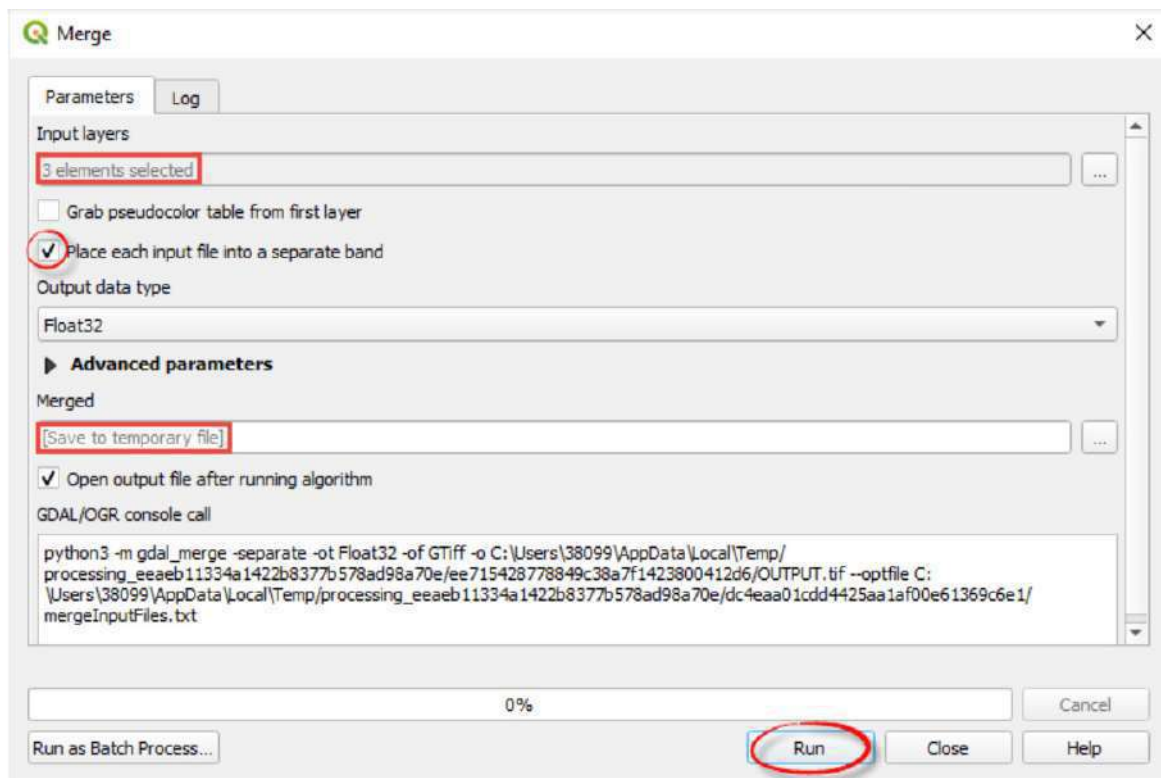 Merge
Parameters
Log
Input layers
3 elements selected
...
Grab pseudocolor table from first layer
Place each input file into a separate band
Output data type
Float32
Advanced parameters
Merged
[Save to temporary file]
...
Open output file after running algorithm
GDAL/OGR console call
python3 -m gdal_merge -separate -ot Float32 -of GTiff -o C:\Users\38099\AppData\Local\Temp/
processing_eeaeb11334a1422b8377b578ad98a70e/ee715428778849c38a7f1423800412d6/OUTPUT.tif --optfile C:
\Users\38099\AppData\Local\Temp/processing_eeaeb11334a1422b8377b578ad98a70e/dc4eaa01cdd4425aa1af00e61369c6e1/
mergeInputFiles.txt
0%
Cancel
Run as Batch Process...
Run
Close
Help